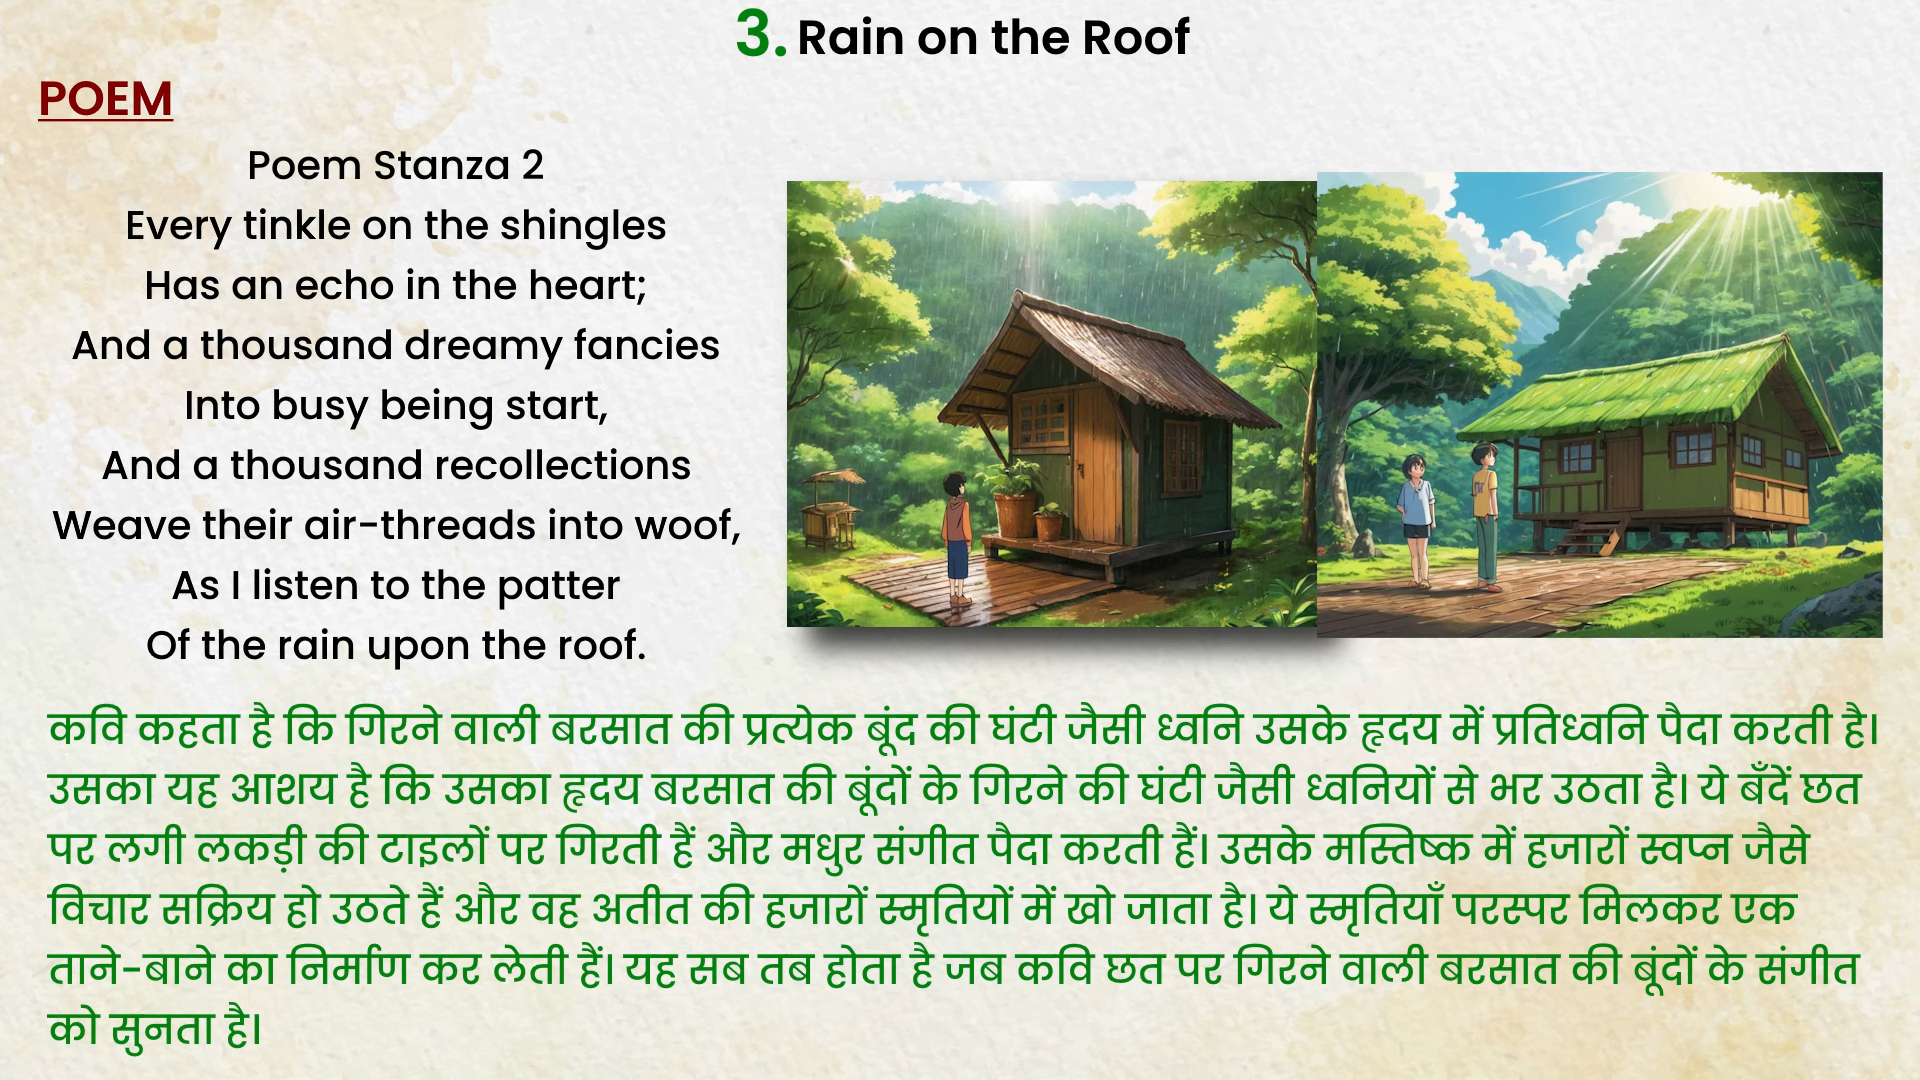 3. Rain on the Roof
POEM
Poem Stanza 2
Every tinkle on the shingles
Has an echo in the heart;
And a thousand dreamy fancies
Into busy being start,
And a thousand recollections
Weave their air-threads into woof,
As I listen to the patter
Of the rain upon the roof.
कवि कहता है कि गिरने वाली बरसात की प्रत्येक बूंद की घंटी जैसी ध्वनि उसके हृदय में प्रतिध्वनि पैदा करती है।
उसका यह आशय है कि उसका हृदय बरसात की बूंदों के गिरने की घंटी जैसी ध्वनियों से भर उठता है। ये बँदें छत
पर लगी लकड़ी की टाइलों पर गिरती हैं और मधुर संगीत पैदा करती हैं। उसके मस्तिष्क में हजारों स्वप्न जैसे
विचार सक्रिय हो उठते हैं और वह अतीत की हजारों स्मृतियों में खो जाता है। ये स्मृतियाँ परस्पर मिलकर एक
ताने-बाने का निर्माण कर लेती हैं। यह सब तब होता है जब कवि छत पर गिरने वाली बरसात की बूंदों के संगीत
को सुनता है।